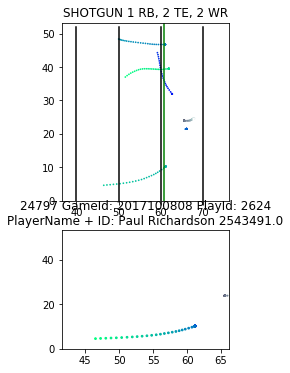 SHOTGUN 1 RB, 2 TE, 2 WR
50
40
30
20
10
0
40 50 60 70
24797 GameId: 2017100808 PlayId: 2624
PlayerName + ID: Paul Richardson 2543491.0
40
20
0
45 50 55 60 65